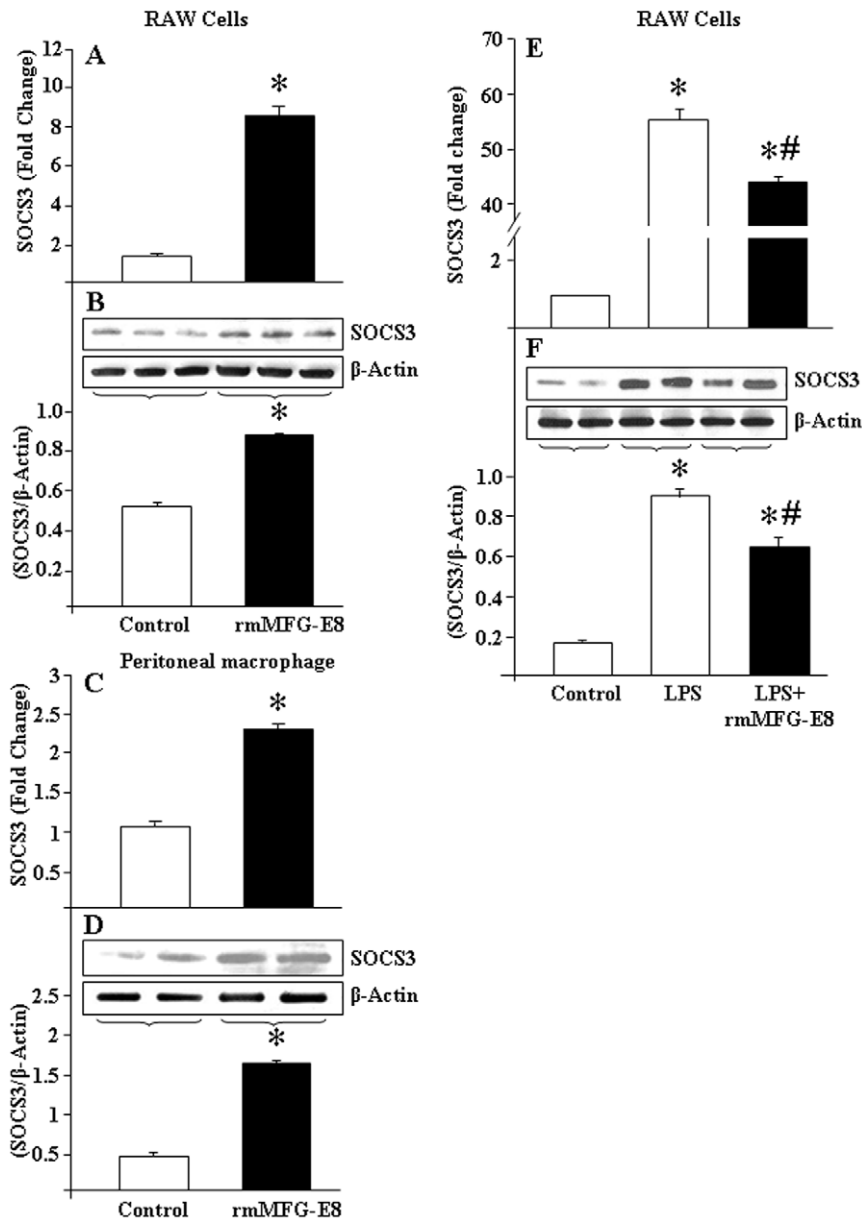 RAW Cells
A
SOCS3 (Fold Change)
12
10
8
6
4
2
*
B
SOCS3
β-Actin
(SOCS3/β-Actin)
1.0
0.8
0.6
0.4
0.2
*
Control
rmMFG-E8
Peritoneal macrophage
C
SOCS3 (Fold Change)
3
2.5
2
1.5
1
0.5
*
D
SOCS3
β-Actin
(SOCS3/β-Actin)
2.5
2
1.5
1
0.5
*
Control
rmMFG-E8
RAW Cells
E
SOCS3 (Fold change)
70
60
50
40
2
*
*#
F
SOCS3
β-Actin
(SOCS3/β-Actin)
1.0
0.8
0.6
0.4
0.2
*
*#
Control
LPS
LPS+
rmMFG-E8